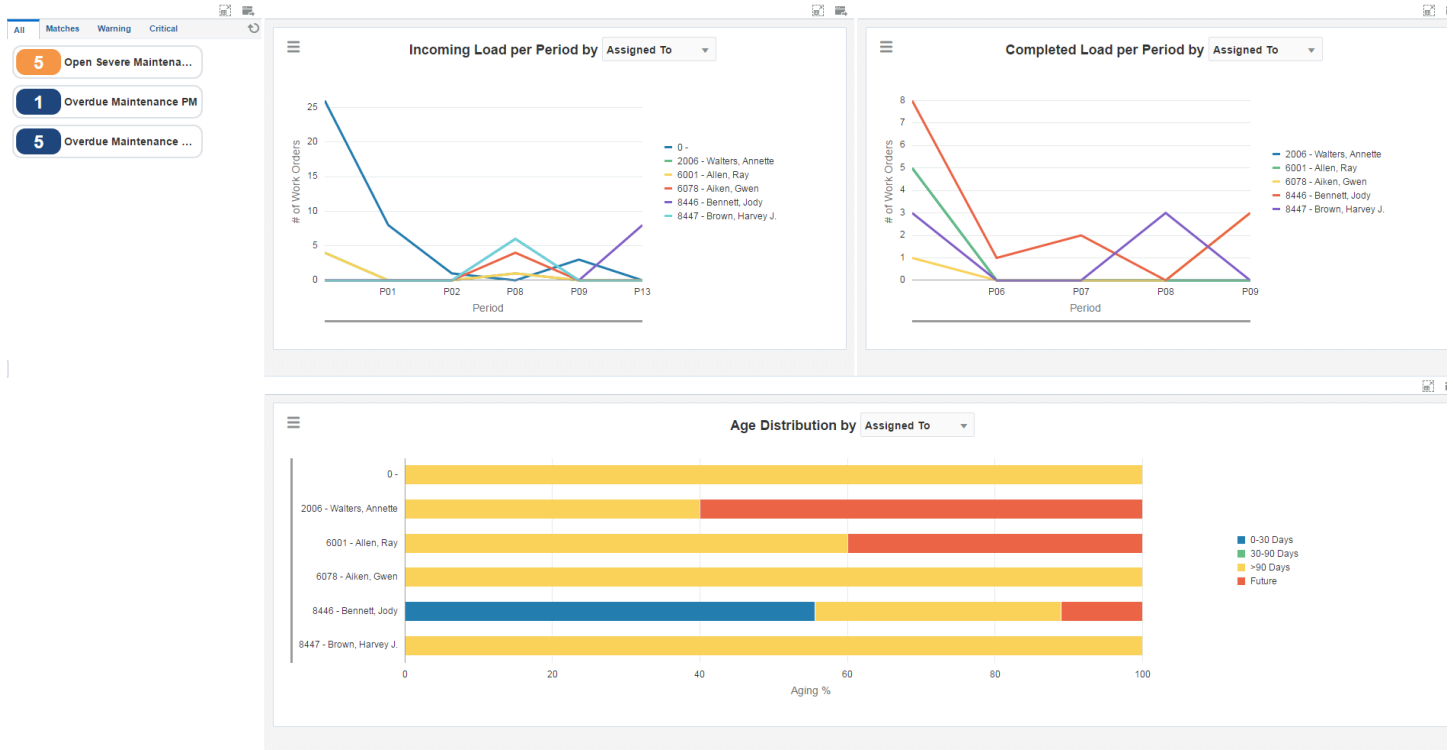 All Matches Warning Critical
5 Open Severe Maintena...
1 Overdue Maintenance PM
5 Overdue Maintenance ...
Incoming Load per Period by Assigned To
# of Work Orders
25
20
15
10
5
0
P01 P02 P08 P09 P13
Period
0 -
2006 - Walters, Annette
6001 - Allen, Ray
6078 - Aiken, Gwen
8446 - Bennett, Jody
8447 - Brown, Harvey J.
Completed Load per Period by Assigned To
# of Work Orders
8
7
6
5
4
3
2
1
0
P06 P07 P08 P09
Period
2006 - Walters, Annette
6001 - Allen, Ray
6078 - Aiken, Gwen
8446 - Bennett, Jody
8447 - Brown, Harvey J.
Age Distribution by Assigned To
0 -
2006 - Walters, Annette
6001 - Allen, Ray
6078 - Aiken, Gwen
8446 - Bennett, Jody
8447 - Brown, Harvey J.
0 20 40 60 80 100
Aging %
0-30 Days
30-90 Days
>90 Days
Future